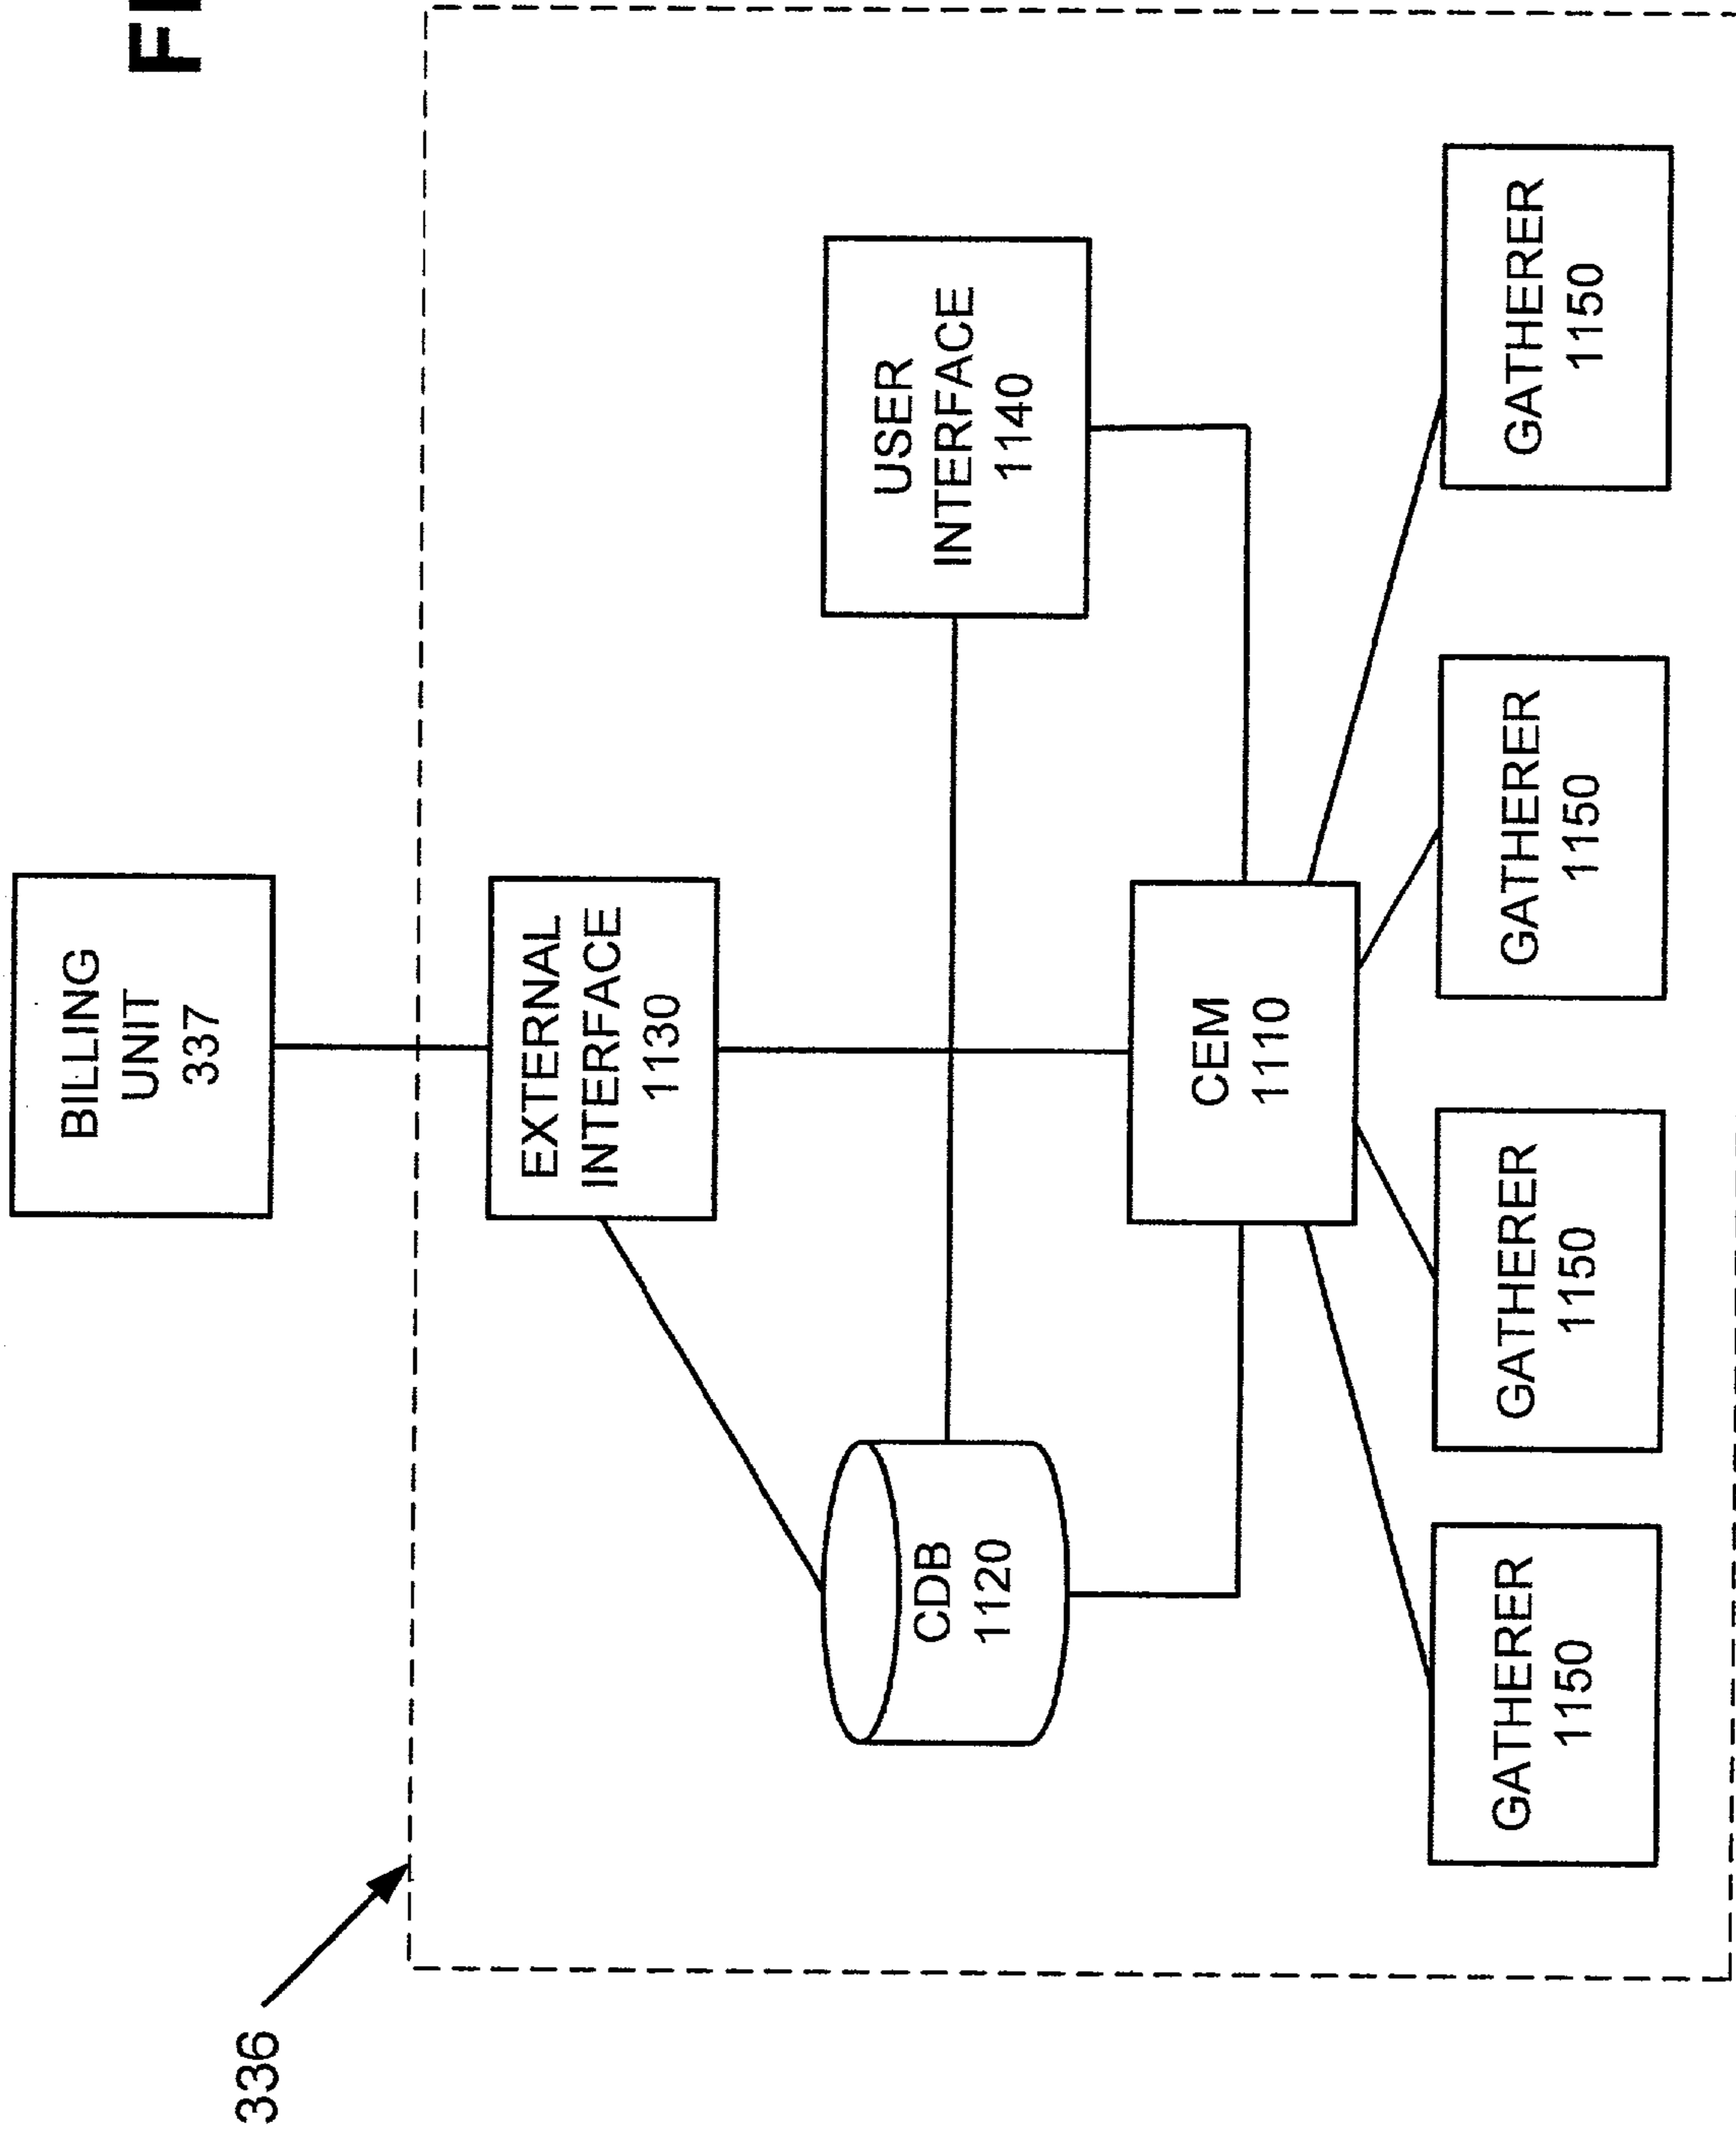 BILLING
UNIT
337
336
EXTERNAL
INTERFACE
1130
USER
INTERFACE
1140
CDB
1120
CEM
1110
GATHERER
1150
GATHERER
1150
GATHERER
1150
GATHERER
1150